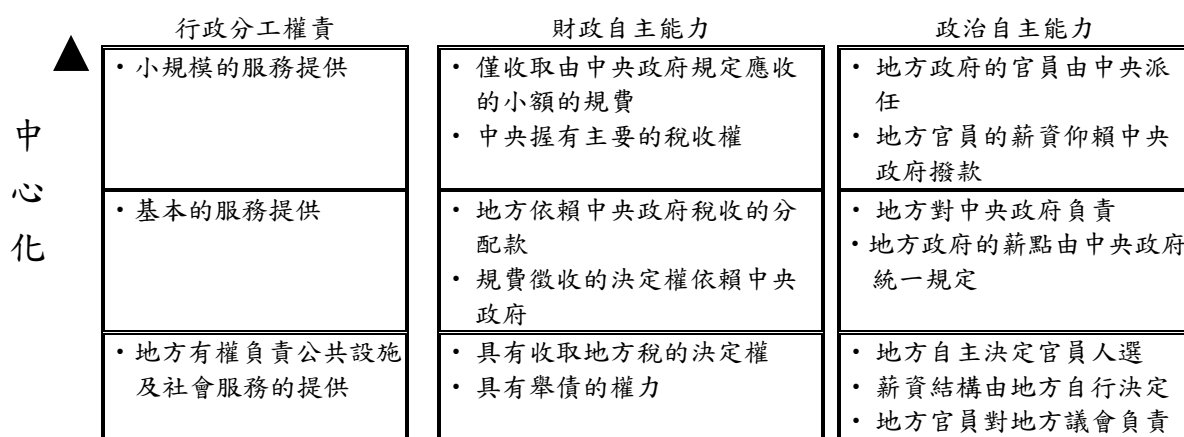 行政分工權責
財政自主能力
政治自主能力
中
心
化
・小規模的服務提供
・僅收取由中央政府規定應收
的小額的規費
・中央握有主要的稅收權
・地方政府的官員由中央派
任
・地方官員的薪資仰賴中央
政府撥款
・基本的服務提供
・地方依賴中央政府稅收的分
配款
・規費徵收的決定權依賴中央
政府
・地方對中央政府負責
・地方政府的薪點由中央政府
統一規定
・地方有權負責公共設施
及社會服務的提供
・具有收取地方稅的決定權
・具有舉債的權力
・地方自主決定官員人選
・薪資結構由地方自行決定
・地方官員對地方議會負責